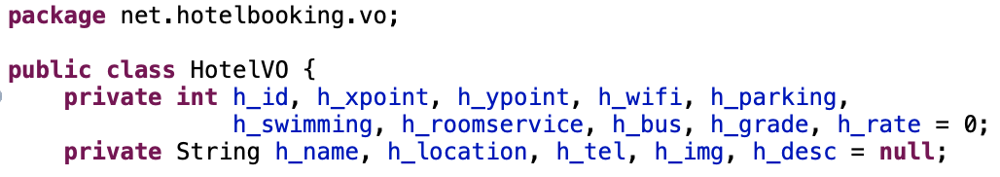 package net.hotelbooking.vo;
public class HotelVO {
private int h_id, h_xpoint, h_ypoint, h_wifi, h_parking,
h_swimming, h_roomservice, h_bus, h_grade, h_rate = 0;
private String h_name, h_location, h_tel, h_img, h_desc = null;